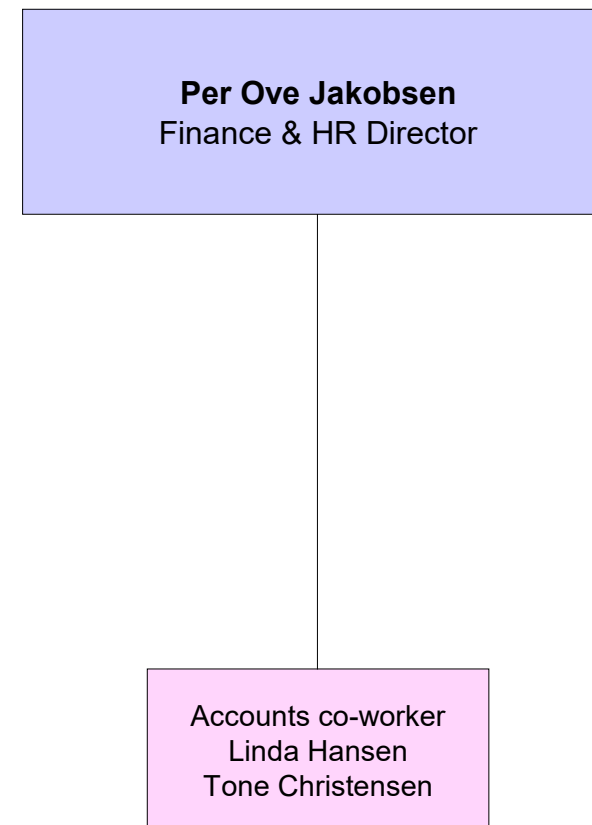 Per Ove Jakobsen
Finance & HR Director
Accounts co-worker
Linda Hansen
Tone Christensen